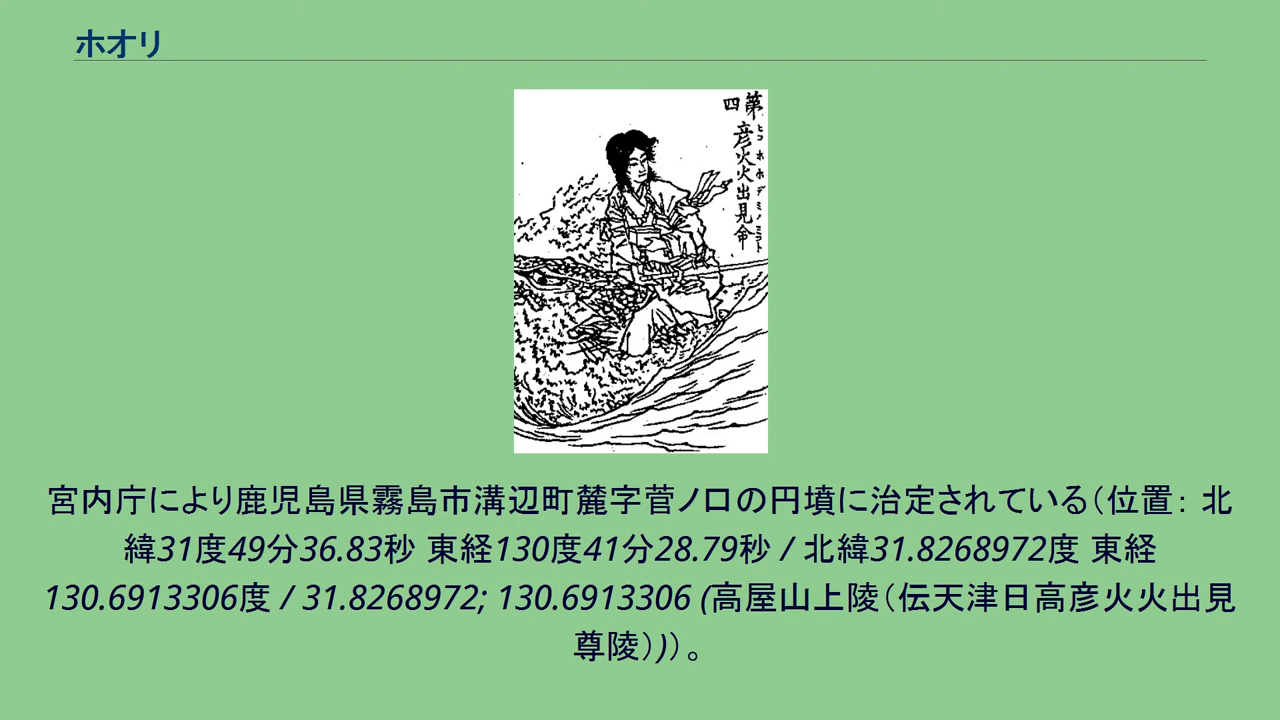 ホオリ
第四
彦火火出見命
ヒコホホデミノミコト
宮内庁により鹿児島県霧島市溝辺町麓字菅ノ口の円墳に治定されている（位置： 北
緯31度49分36.83秒 東経130度41分28.79秒 / 北緯31.8268972度 東経
130.6913306度 / 31.8268972; 130.6913306 (高屋山上陵（伝天津日高彦火火出見
尊陵）)）。